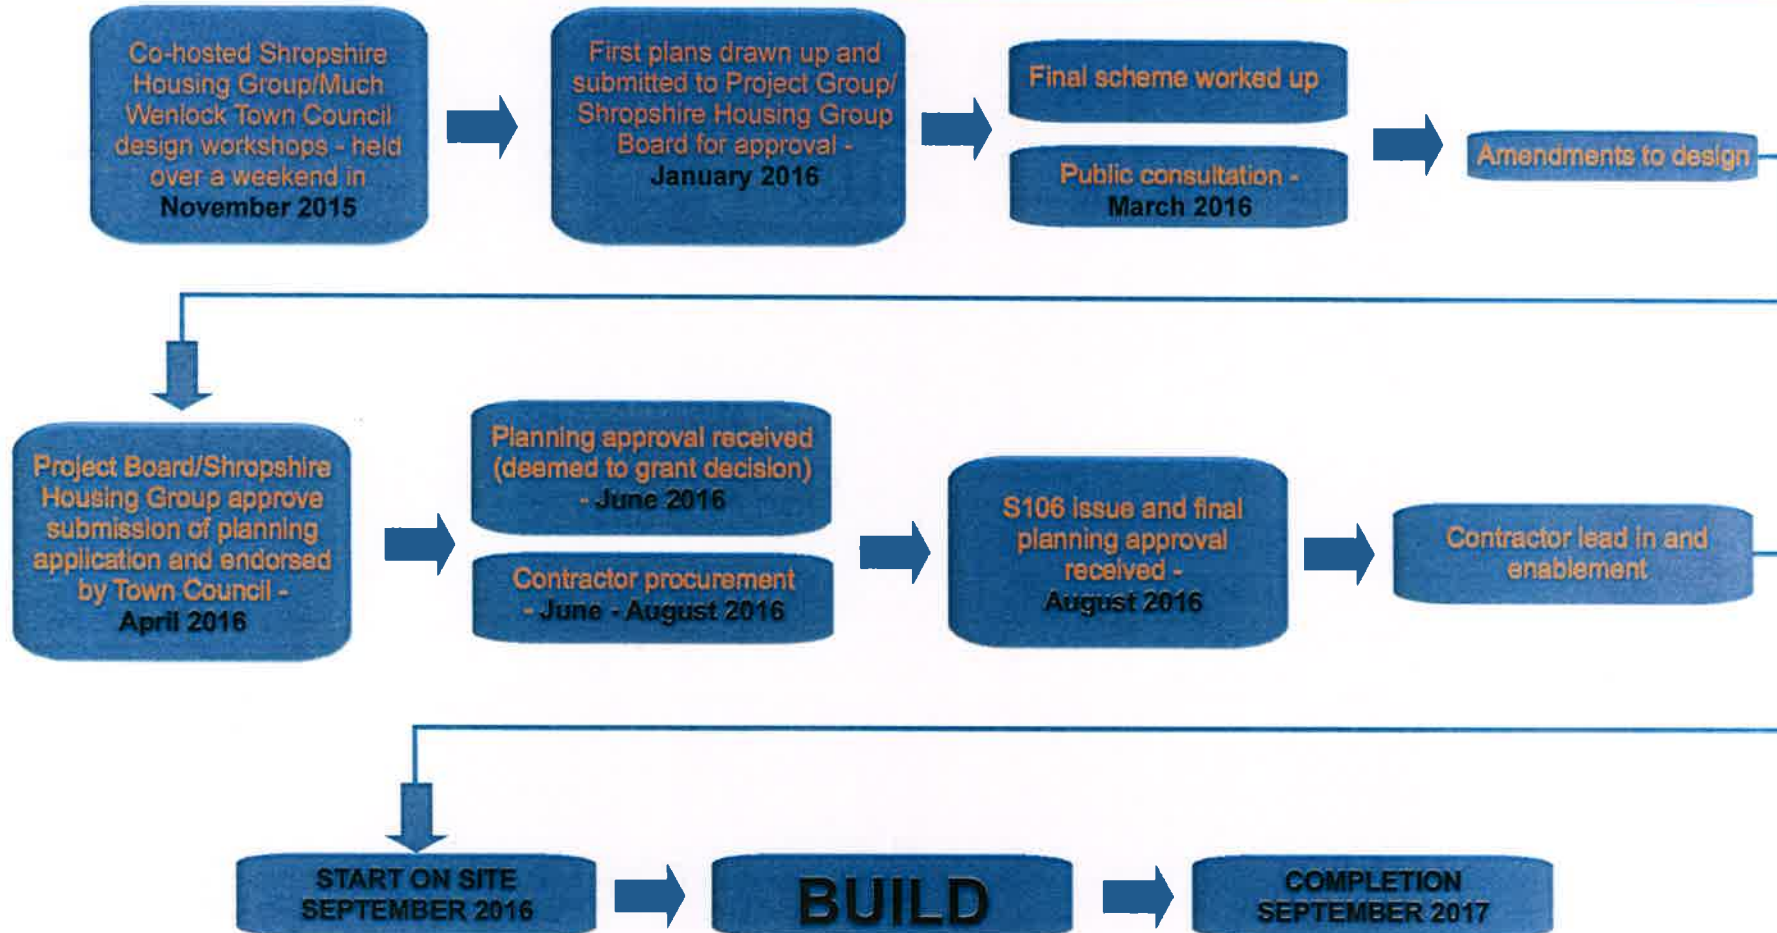 Co-hosted Shropshire
Housing Group/Much
Wenlock Town Council
design workshops - held
over a weekend in
November 2015
First plans drawn up and
submitted to Project Group/
Shropshire Housing Group
Board for approval -
January 2016
Final scheme worked up
Public consultation -
March 2016
Amendments to design
Project Board/Shropshire
Housing Group approve
submission of planning
application and endorsed
by Town Council -
April 2016
Planning approval received
(deemed to grant decision)
- June 2016
Contractor procurement
- June - August 2016
S106 issue and final
planning approval
received -
August 2016
Contractor lead in and
enablement
START ON SITE
SEPTEMBER 2016
BUILD
COMPLETION
SEPTEMBER 2017